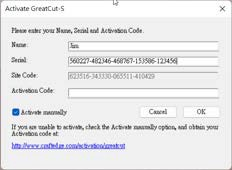 Activate GreatCut-S
Please enter your Name, Serial and Activation Code.
Name:
Jim
Serial:
560227-482346-468767-153586-123456
Site Code:
623516-343330-065511-410429
Activation Code:
Activate manually
Cancel
OK
If you are unable to activate, check the Activate manually option, and obtain your
Activation code at:
http://www.craftedge.com/activation/greatcut